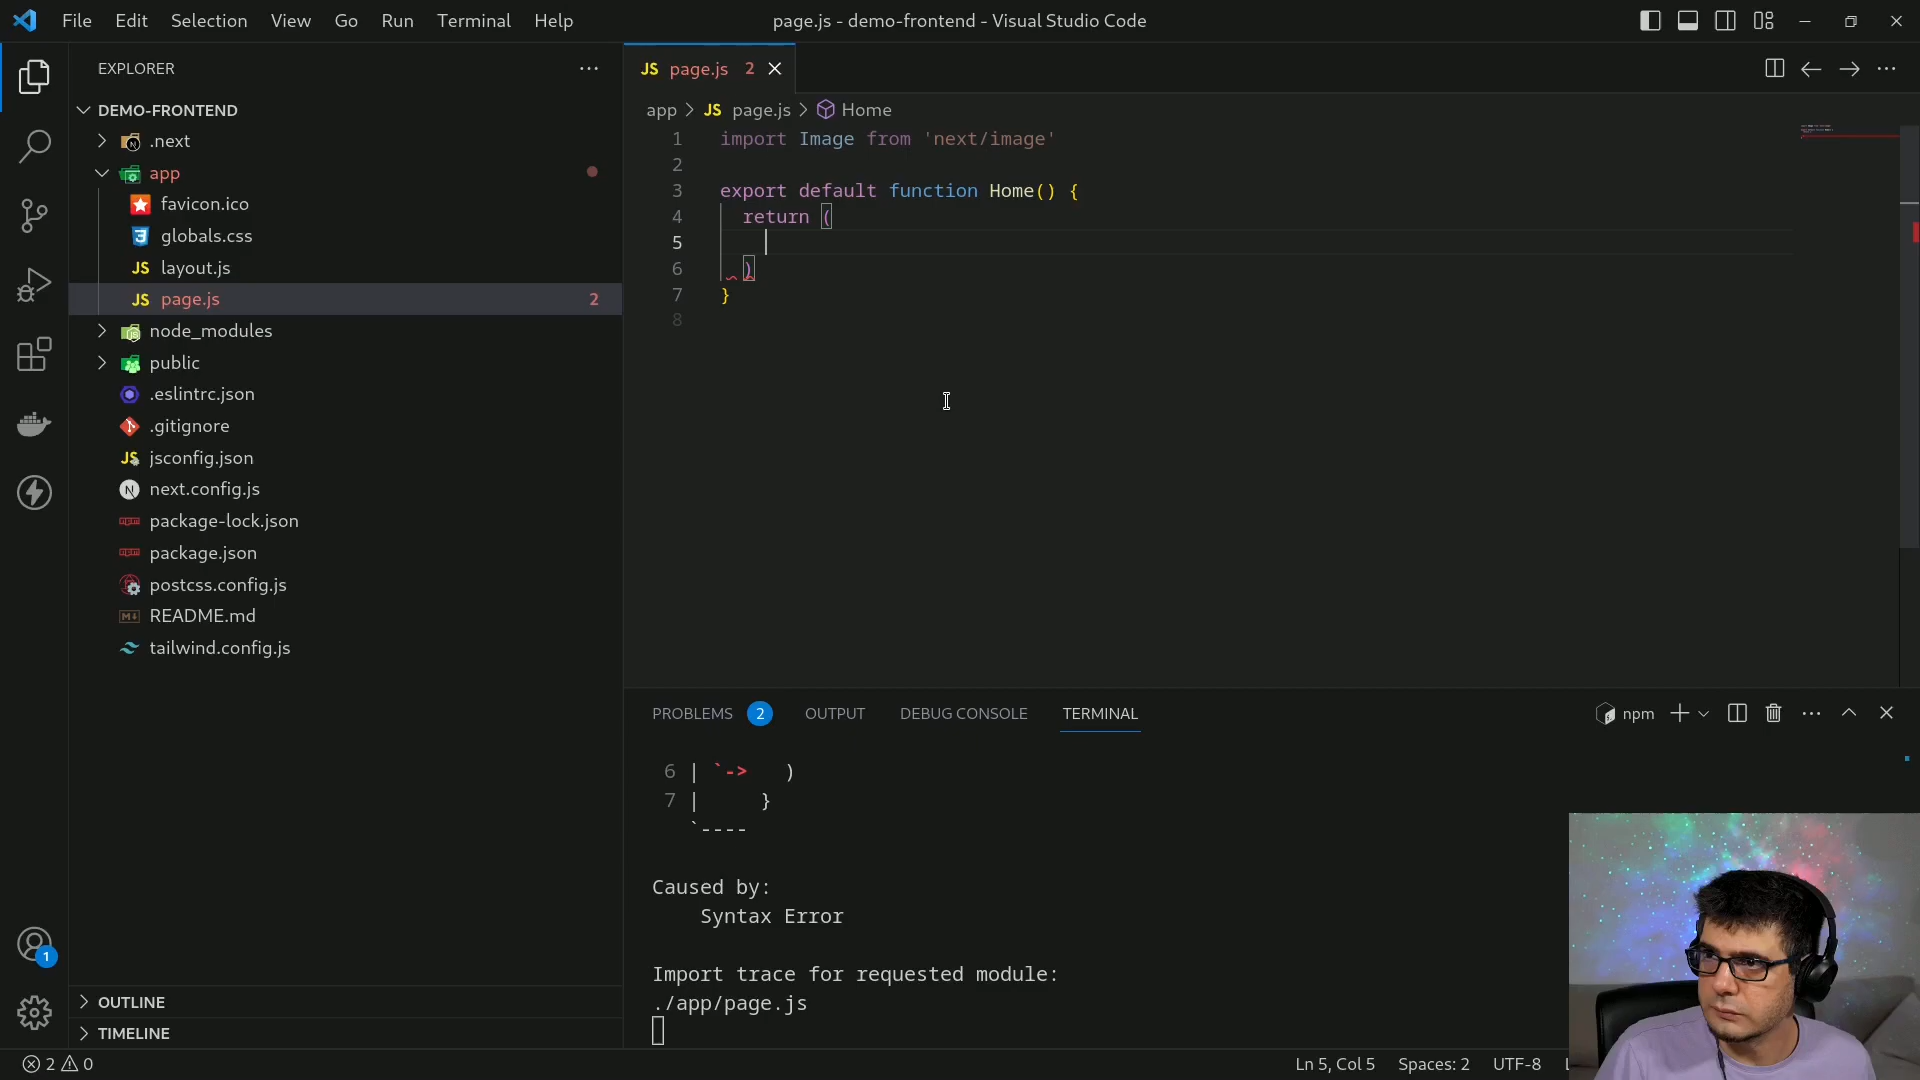 File Edit Selection View Go Run Terminal Help page.js - demo-frontend - Visual Studio Code
EXPLORER
DEMO-FRONTEND
.next
app
favicon.ico
globals.css
layout.js
page.js 2
node_modules
public
.eslintrc.json
.gitignore
jsconfig.json
next.config.js
package-lock.json
package.json
postcss.config.js
README.md
tailwind.config.js
OUTLINE
TIMELINE
JS page.js 2
app > JS page.js > Home
1 import Image from 'next/image'
2
3 export default function Home() {
4 return (
5
6 )
7 }
8
PROBLEMS 2 OUTPUT DEBUG CONSOLE TERMINAL npm
6 | `-> )
7 | }
`----
Caused by:
Syntax Error
Import trace for requested module:
./app/page.js
1
2 0 Ln 5, Col 5 Spaces: 2 UTF-8